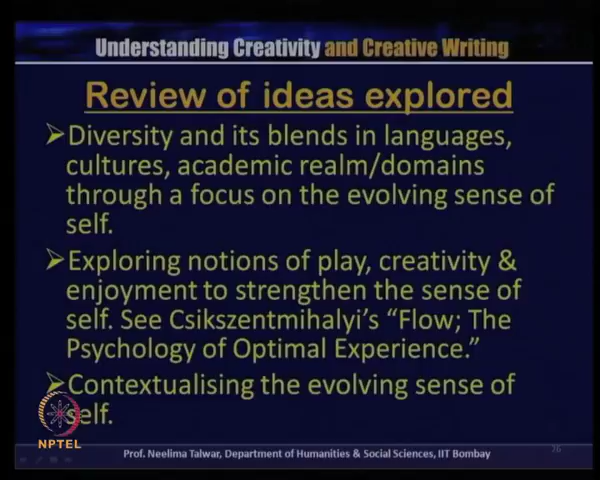 Understanding Creativity and Creative Writing
Review of ideas explored
➤Diversity and its blends in languages,
cultures, academic realm/domains
through a focus on the evolving sense of
self.
➤Exploring notions of play, creativity &
enjoyment to strengthen the sense of
self. See Csikszentmihalyi's "Flow; The
Psychology of Optimal Experience."
➤Contextualising the evolving sense of
self.
NPTEL
Prof. Neelima Talwar, Department of Humanities & Social Sciences, IIT Bombay
26